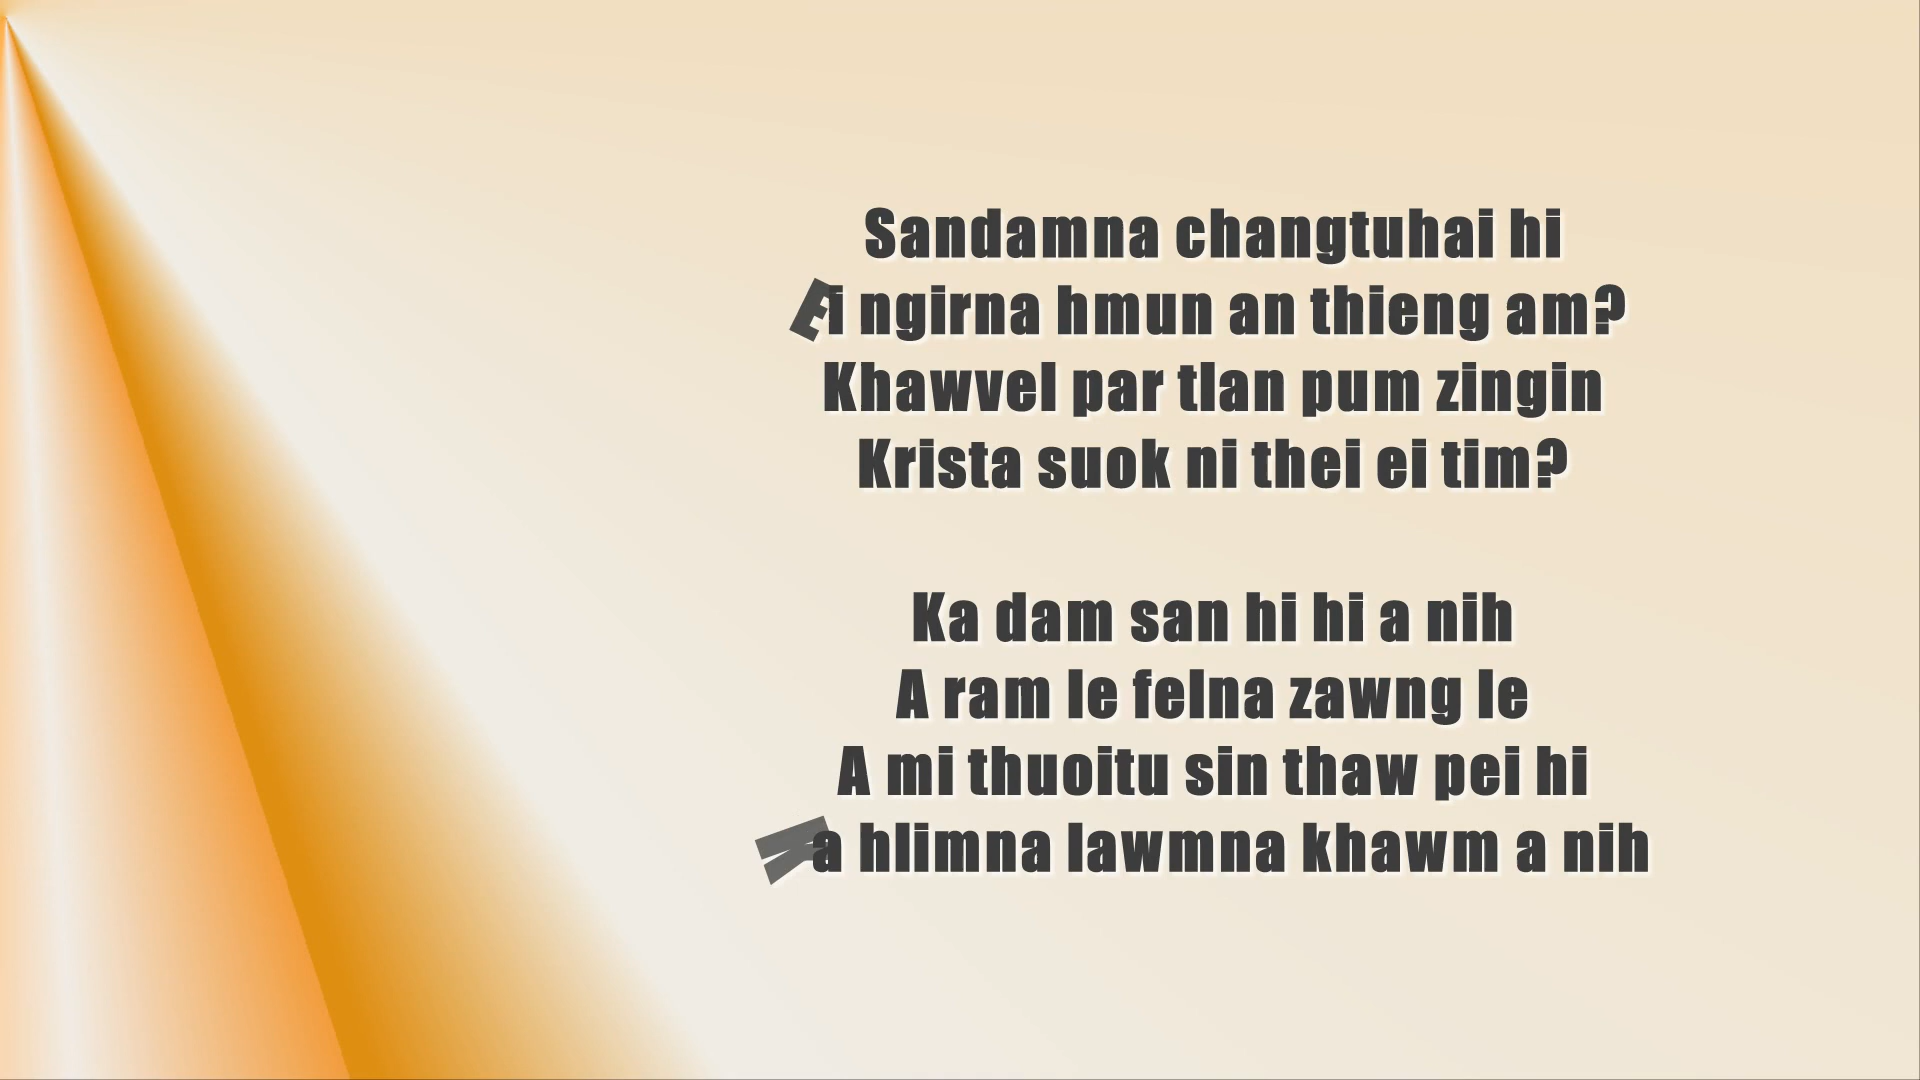 Sandamna changtuhai hi
Ei ngirna hmun an thieng am?
Khawvel par tlan pum zingin
Krista suok ni thei ei tim?
Ka dam san hi hi a nih
A ram le felna zawng le
A mi thuoitu sin thaw pei hi
Ka hlimna lawmna khawm a nih